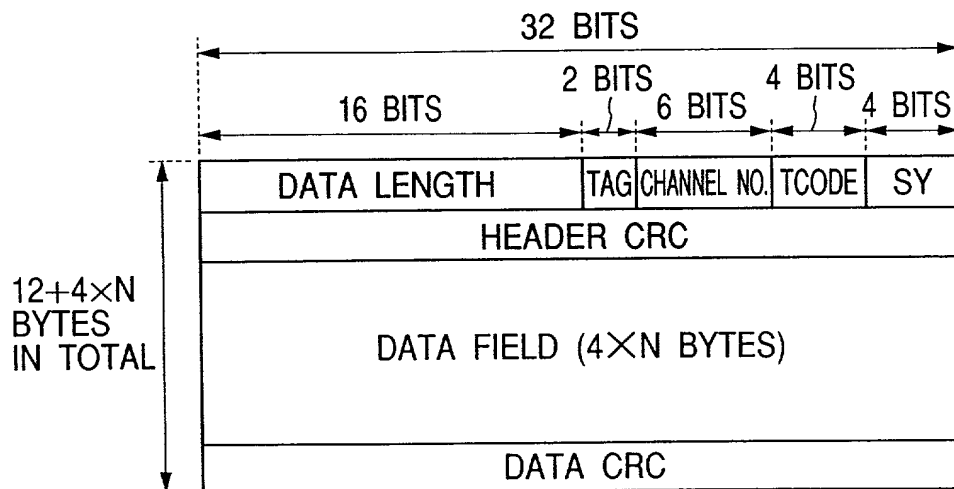 32 BITS
2 BITS 4 BITS
16 BITS 6 BITS 4 BITS
DATA LENGTH TAG CHANNEL NO. TCODE SY
HEADER CRC
12+4×N
BYTES
IN TOTAL
DATA FIELD (4×N BYTES)
DATA CRC